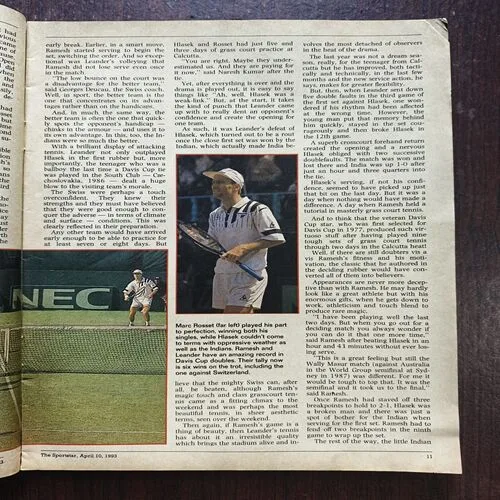 early break. Earlier, in a smart move,
Ramesh started serving to begin the
set, switching the order. And so excep-
tional was Leander's volleying that
Ramesh did not lose serve even once
in the match.
"The low bounce on the court was
a disadvantage for the better team,"
said Georges Deniau, the Swiss coach.
Well, in sport, the better team is the
one that concentrates on its advan-
tages rather than on the handicaps.
And, in much the same way, the
better team is often the one that quick-
ly spots the other's handicaps — the
chinks in the armour — and uses it to
its own advantage. In this, too, the In-
dians were so much the better.
With a brilliant display of attacking
tennis, Leander not only outplayed
Hlasek in the first rubber but, more
importantly, the teenager who was a
ballboy the last time a Davis Cup tie
was played in the South Club — Cze-
choslovakia, 1986 — dealt a huge
blow to the visiting team's morale.
The Swiss were perhaps a touch
overconfident. They knew their
strengths and they must have believed
that they were good enough to con-
quer the adverse — in terms of climate
and surface — conditions. This was
clearly reflected in their preparation.
Any other team would have arrived
early enough to be able to practice for
at least seven or eight days. But
Hlasek and Rosset had just five and
three days of grass court practice at
Calcutta.
"You are right. Maybe they under-
estimated us. And they are paying for
it now," said Naresh Kumar after the
tie.
Yet, after everything is over and the
drama is played out, it is easy to say
things like "Ah, well, Hlasek was a
weak-link." But, at the start, it takes
the kind of punch that Leander came
up with to really dent an opponent's
confidence and create the opening for
one team.
As such, it was Leander's defeat of
Hlasek, which turned out to be a rout
once the close first set was won by the
Indian, which actually made India be-
Marc Rosset (far left) played his part
to perfection, winning both his
singles, while Hlasek couldn't come
to terms with oppressive weather as
well as the Indians. Ramesh and
Leander have an amazing record in
Davis Cup doubles. Their tally now
is six wins on the trot, including the
one against Switzerland.
lieve that the mighty Swiss can, after
all, be beaten, although Ramesh's
magic touch and class grasscourt ten-
nis came as a fitting climax to the
weekend and was perhaps the most
beautiful tennis, in sheer aesthetic
terms, seen over the weekend.
Then again, if Ramesh's game is a
thing of beauty, then Leander's tennis
has about it an irresistible quality
which brings the stadium alive and in-
volves the most detached of observers
in the beat of the drama.
The last year was not a dream sea-
son, really, for the teenager from Cal-
cutta but he has improved, both tacti-
cally and technically, in the last few
months and the new service action, he
says, makes for greater flexibility.
But, then, when Leander sent down
five double faults in the third game of
the first set against Hlasek, one won-
dered if his rhythm had been affected
at the wrong time. However, the
young man put that memory behind
him quickly, stayed in the set cou-
rageously and then broke Hlasek in
the 12th game.
A superb crosscourt forehand return
created the opening and a nervous
Hlasek obliged with two successive
doublefaults. The match was won and
lost there and India was up 1-0 after
just an hour and three quarters into
the tie.
Hlasek's serving, if not his confi-
dence, seemed to have picked up just
that bit on the last day. But it was a
day when nothing would have made a
difference. A day when Ramesh held a
tutorial in masterly grass court tennis.
And to think that the veteran Davis
Cup star, who was first selected for
Davis Cup in 1977, produced such vir-
tuoso stuff after having played nine
tough sets of grass court tennis
through two days in the Calcutta heat!
Well, if there are still doubters vis a
vis Ramesh's fitness and his moti-
vation, the classic that he authored in
the deciding rubber would have con-
verted all of them into believers.
Appearances are never more decep-
tive than with Ramesh. He may hardly
look like a great athlete but with his
enormous gifts, when he gets down to
work, athleticism and touch blend to
produce rare magic.
"I have been playing well the last
two days. But when you go out for a
deciding match you always wonder if
you can do it that one more time,"
said Ramesh after beating Hlasek in an
hour and 43 minutes without ever los-
ing serve.
"This is a great feeling but still the
Wally Masur match (against Australia
in the World Group semifinal at Syd-
ney in 1987) was different. For me it
would be tough to top. It was the
semifinal and it took us to the final,"
said Ramesh.
Once Ramesh had staved off three
breakpoints to hold to 2-1, Hlasek was
a broken man and there was just a
spot of bother for the Indian when
serving for the first set. Ramesh had to
fend off two breakpoints in the ninth
game to wrap up the set.
The rest of the way, the little Indian
NEC
The Sportstar, April 10, 1993
11